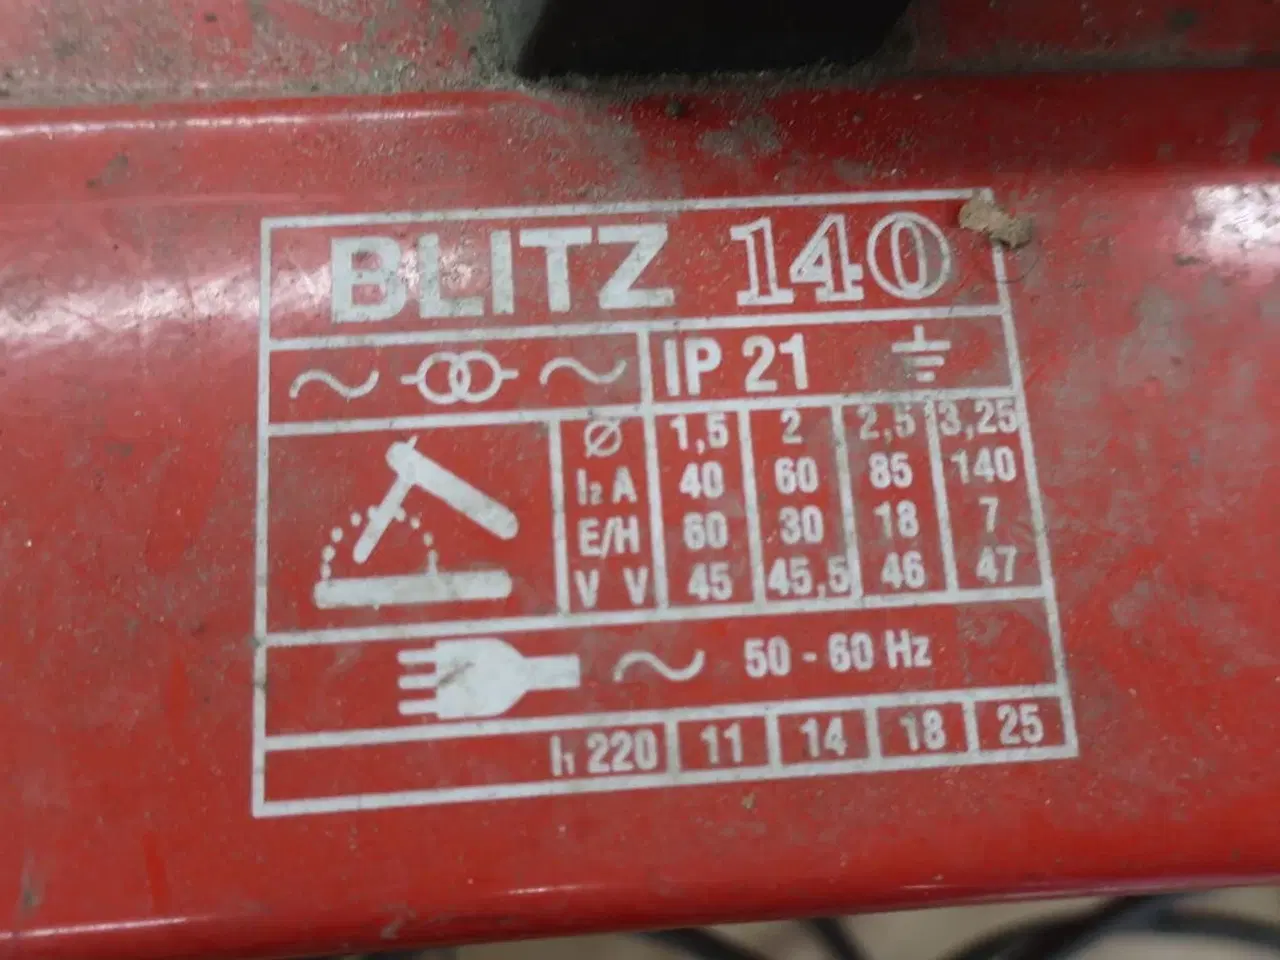 BLITZ 140
IP 21
Ø 1,5 2 2,5 3,25
I₂ A 40 60 85 140
E/H 60 30 18 7
V V 45 45,5 46 47
50 - 60 Hz
I₁ 220 11 14 18 25